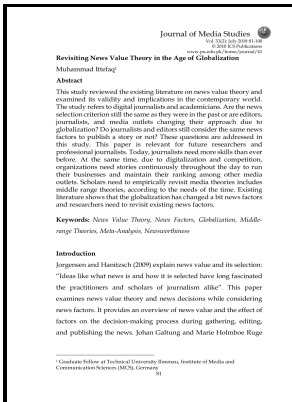 Journal of Media Studies
Vol. 33(2): July 2018 81-108
© 2018 ICS Publications
www.pu.edu.pk/home/journal/41
Revisiting News Value Theory in the Age of Globalization
Muhammad Ittefaq¹
Abstract
This study reviewed the existing literature on news value theory and
examined its validity and implications in the contemporary world.
The study refers to digital journalism and academicians. Are the news
selection criterion still the same as they were in the past or are editors,
journalists, and media outlets changing their approach due to
globalization? Do journalists and editors still consider the same news
factors to publish a story or not? These questions are addressed in
this study. This paper is relevant for future researchers and
professional journalists. Today, journalists need more skills than ever
before. At the same time, due to digitization and competition,
organizations need stories continuously throughout the day to run
their businesses and maintain their ranking among other media
outlets. Scholars need to empirically revisit media theories includes
middle range theories, according to the needs of the time. Existing
literature shows that the globalization has changed a bit news factors
and researchers need to revisit existing news factors.
Keywords: News Value Theory, News Factors, Globalization, Middle-
range Theories, Meta-Analysis, Newsworthiness
Introduction
Jorgensen and Hanitzsch (2009) explain news value and its selection:
"Ideas like what news is and how it is selected have long fascinated
the practitioners and scholars of journalism alike". This paper
examines news value theory and news decisions while considering
news factors. It provides an overview of news value and the effect of
factors on the decision-making process during gathering, editing,
and publishing the news. Johan Galtung and Marie Holmboe Ruge
¹ Graduate Fellow at Technical University Ilmenau, Institute of Media and
Communication Sciences (MCS), Germany
81